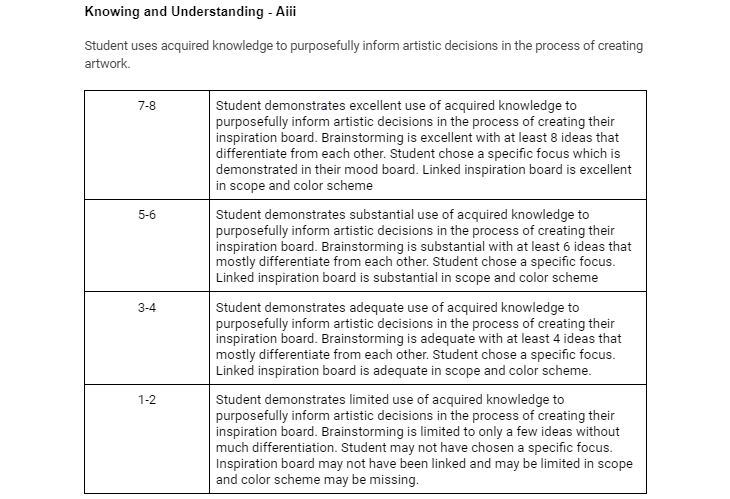 Knowing and Understanding - Aiii
Student uses acquired knowledge to purposefully inform artistic decisions in the process of creating
artwork.
7-8
Student demonstrates excellent use of acquired knowledge to
purposefully inform artistic decisions in the process of creating their
inspiration board. Brainstorming is excellent with at least 8 ideas that
differentiate from each other. Student chose a specific focus which is
demonstrated in their mood board. Linked inspiration board is excellent
in scope and color scheme
5-6
Student demonstrates substantial use of acquired knowledge to
purposefully inform artistic decisions in the process of creating their
inspiration board. Brainstorming is substantial with at least 6 ideas that
mostly differentiate from each other. Student chose a specific focus.
Linked inspiration board is substantial in scope and color scheme
3-4
Student demonstrates adequate use of acquired knowledge to
purposefully inform artistic decisions in the process of creating their
inspiration board. Brainstorming is adequate with at least 4 ideas that
mostly differentiate from each other. Student chose a specific focus.
Linked inspiration board is adequate in scope and color scheme.
1-2
Student demonstrates limited use of acquired knowledge to
purposefully inform artistic decisions in the process of creating their
inspiration board. Brainstorming is limited to only a few ideas without
much differentiation. Student may not have chosen a specific focus.
Inspiration board may not have been linked and may be limited in scope
and color scheme may be missing.